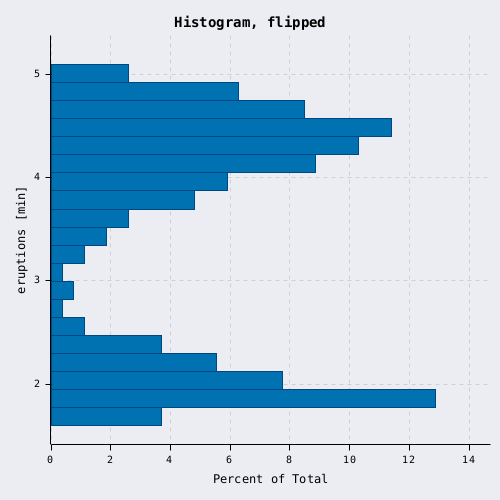 Histogram, flipped
5
4
3
2
eruptions [min]
0 2 4 6 8 10 12 14
Percent of Total